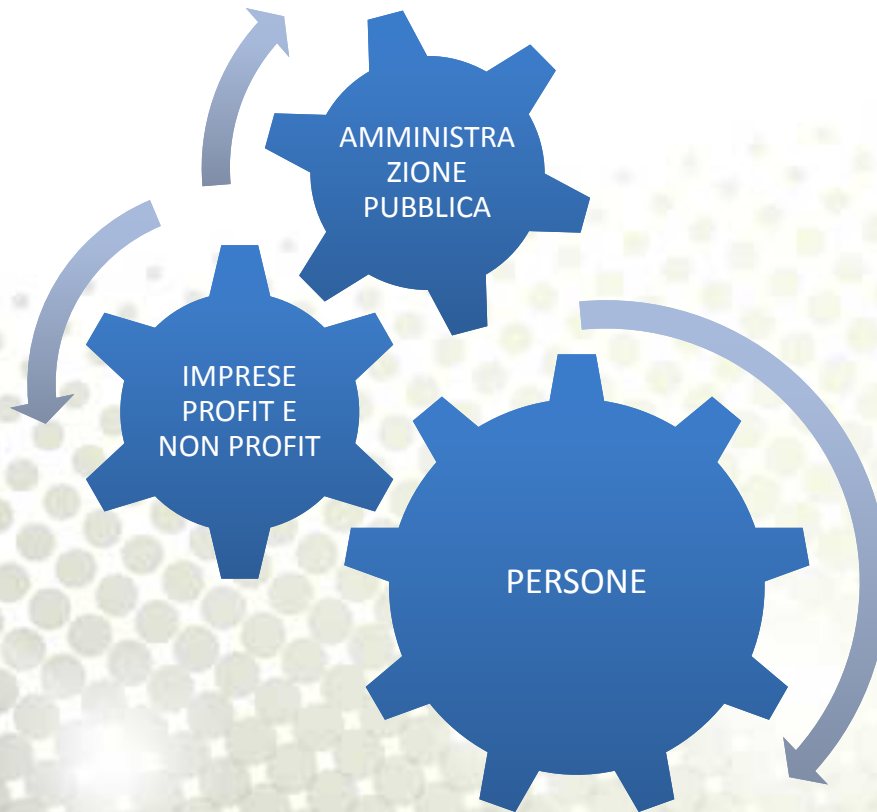 AMMINISTRA
ZIONE
PUBBLICA
IMPRESE
PROFIT E
NON PROFIT
PERSONE